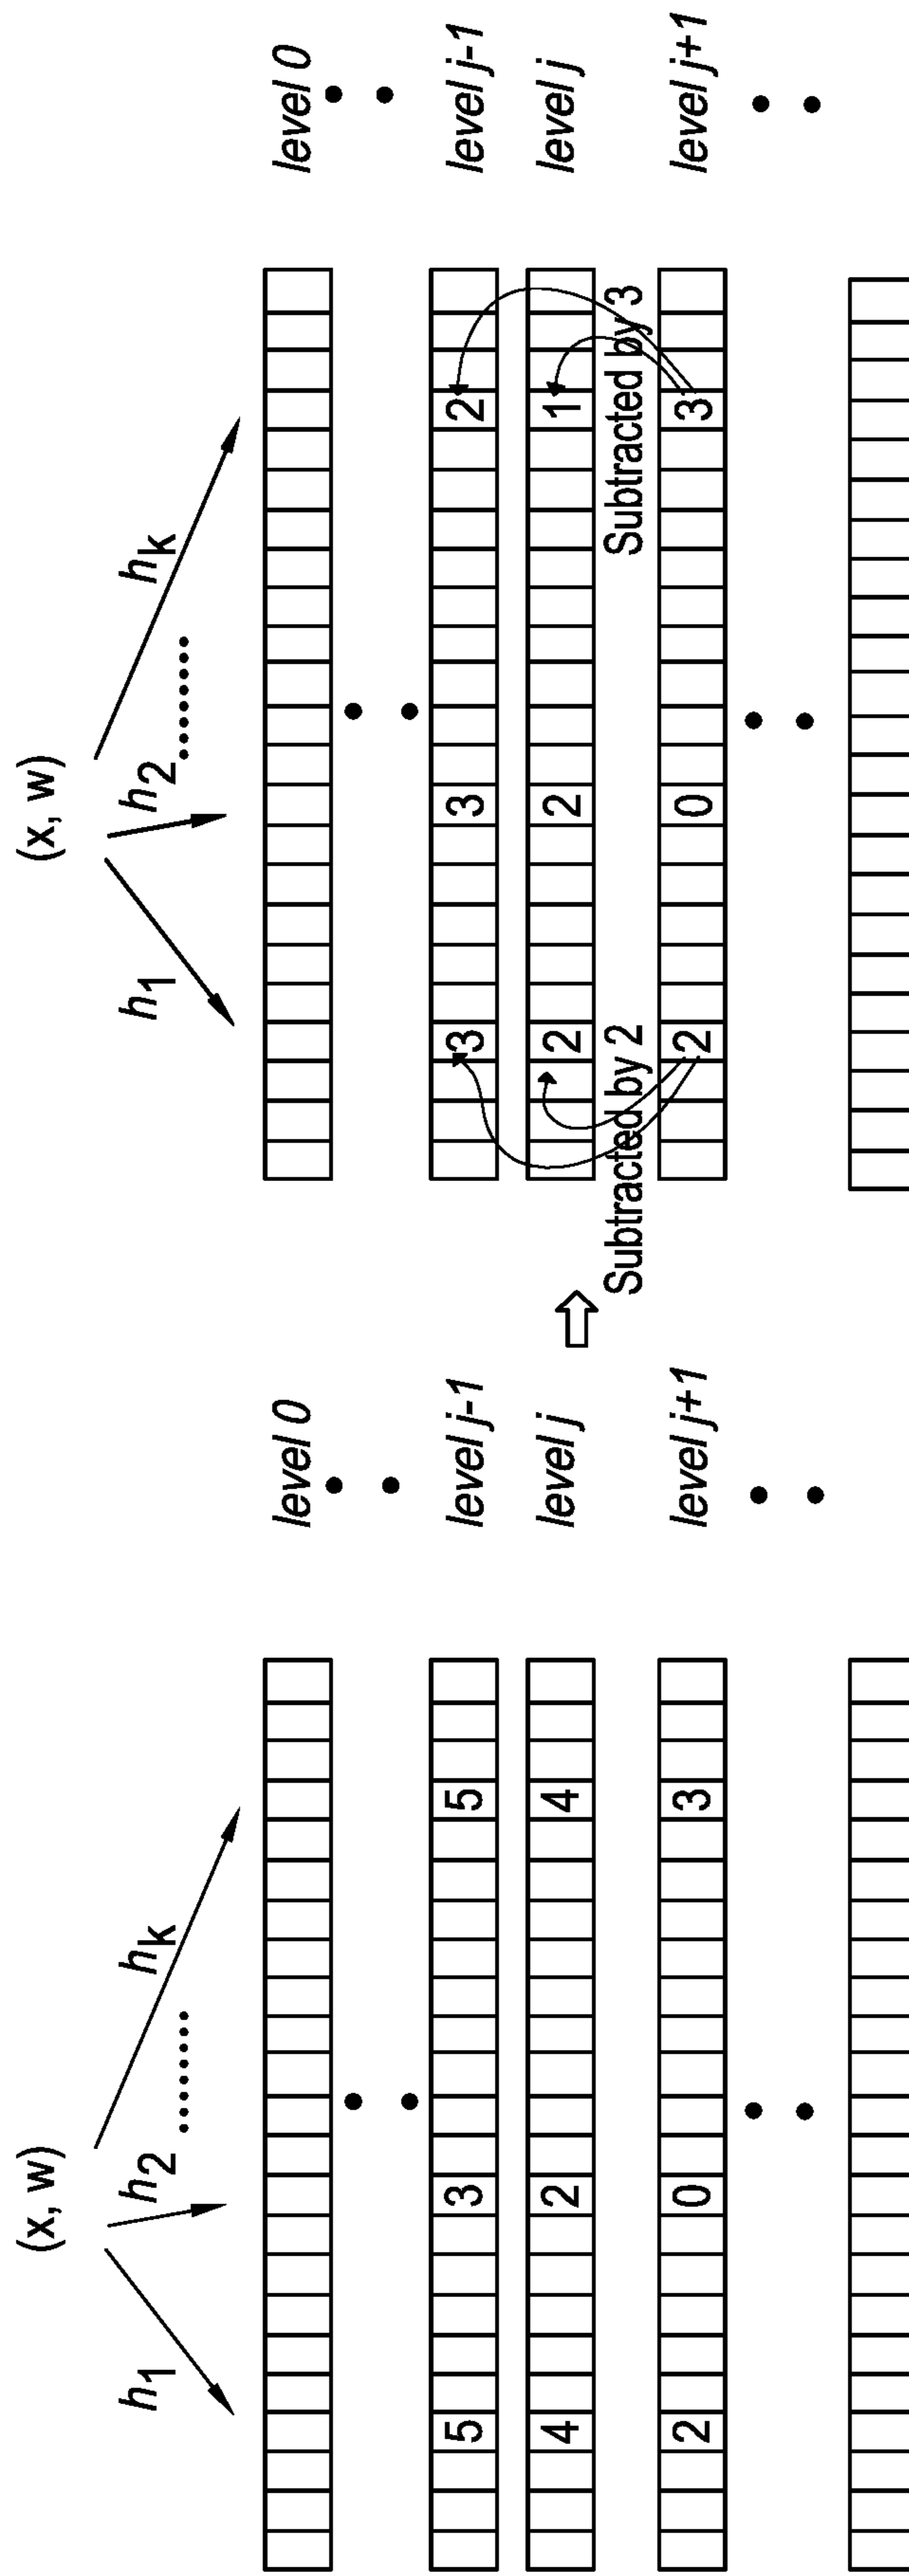 (x, w)
h1 h2 ........ hk
level 0
5 3 5 level j-1
4 2 4 level j
2 0 3 level j+1
(x, w)
h1 h2 ........ hk
level 0
3 3 2 level j-1
2 2 1 level j
Subtracted by 2 Subtracted by 3
2 0 3 level j+1